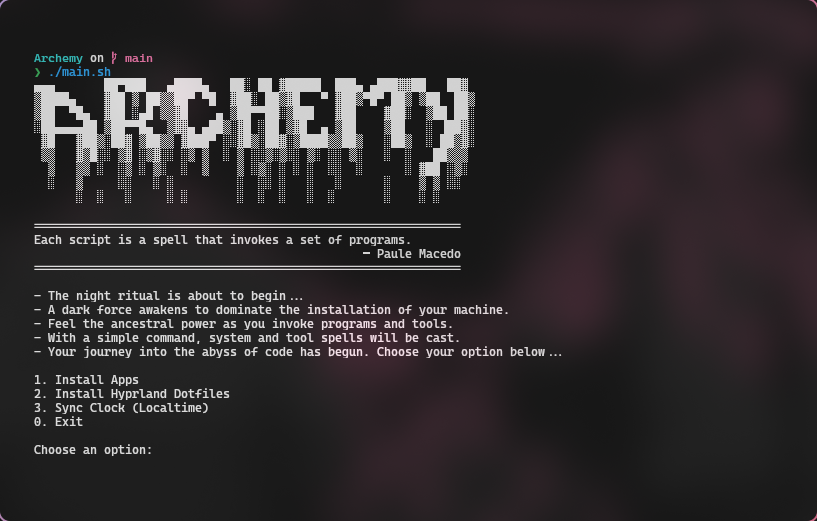 Archemy on main
❯ ./main.sh
ARCHEMY
Each script is a spell that invokes a set of programs.
— Paule Macedo
– The night ritual is about to begin...
– A dark force awakens to dominate the installation of your machine.
– Feel the ancestral power as you invoke programs and tools.
– With a simple command, system and tool spells will be cast.
– Your journey into the abyss of code has begun. Choose your option below...
1. Install Apps
2. Install Hyprland Dotfiles
3. Sync Clock (Localtime)
0. Exit
Choose an option: